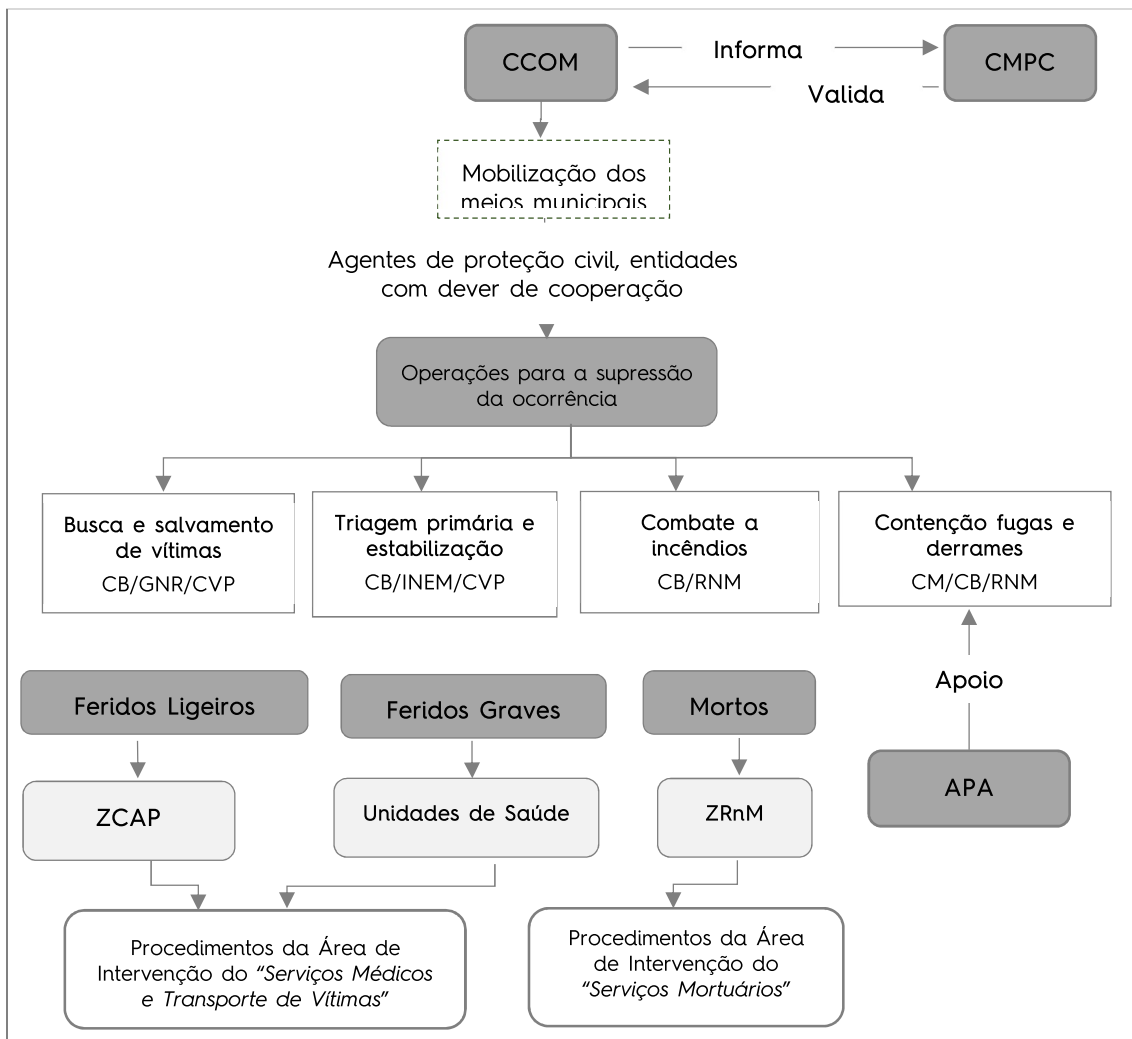 CCOM
Informa
CMPC
Valida
Mobilização dos
meios municipais
Agentes de proteção civil, entidades
com dever de cooperação
Operações para a supressão
da ocorrência
Busca e salvamento
de vítimas
CB/GNR/CVP
Triagem primária e
estabilização
CB/INEM/CVP
Combate a
incêndios
CB/RNM
Contenção fugas e
derrames
CM/CB/RNM
Apoio
APA
Feridos Ligeiros
Feridos Graves
Mortos
ZCAP
Unidades de Saúde
ZRnM
Procedimentos da Área de
Intervenção do “Serviços Médicos
e Transporte de Vítimas”
Procedimentos da Área
de Intervenção do
“Serviços Mortuários”